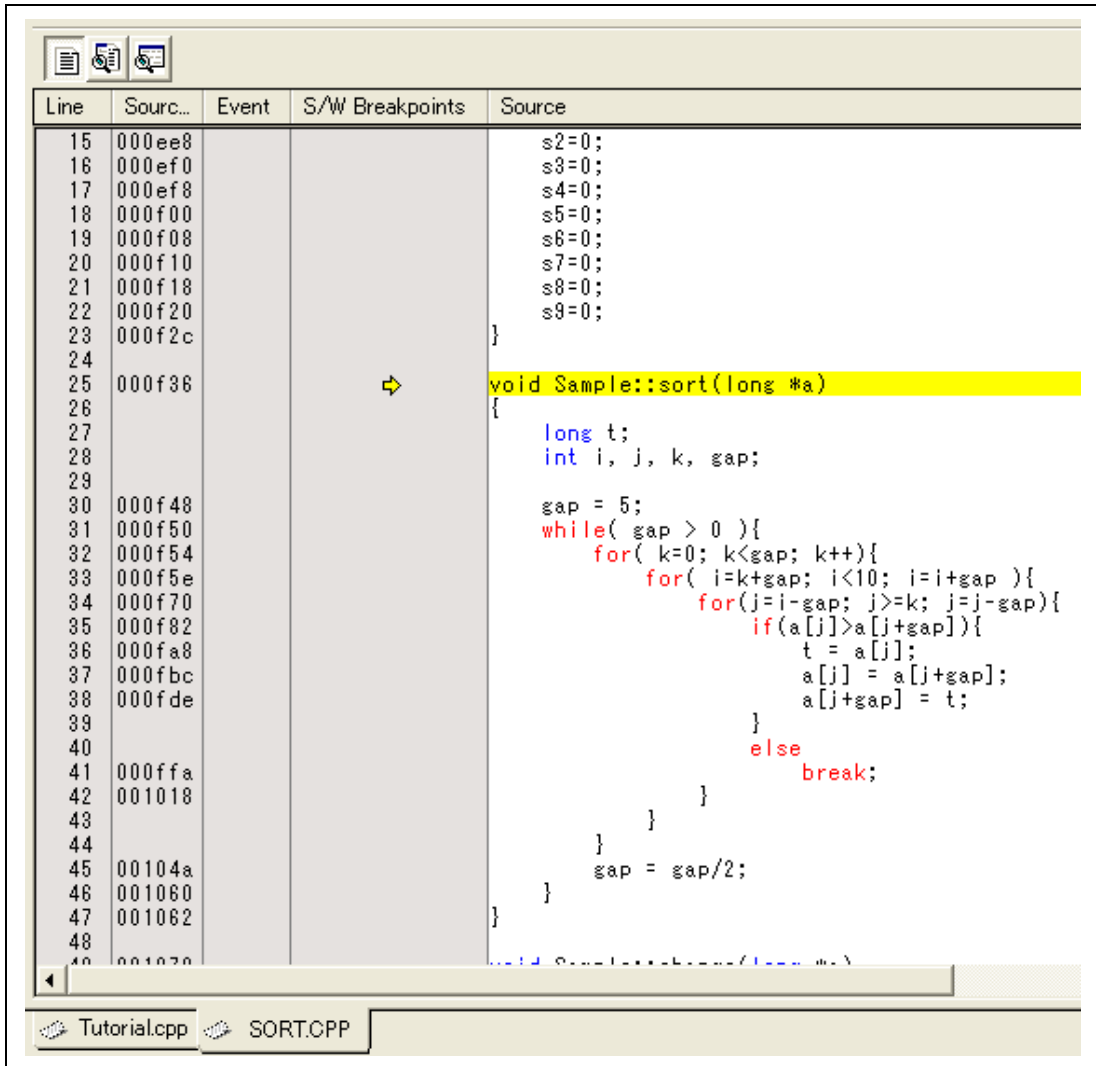 Line Sourc... Event S/W Breakpoints Source
15 000ee8 s2=0;
16 000ef0 s3=0;
17 000ef8 s4=0;
18 000f00 s5=0;
19 000f08 s6=0;
20 000f10 s7=0;
21 000f18 s8=0;
22 000f20 s9=0;
23 000f2c }
24
25 000f36 void Sample::sort(long *a)
26 {
27 long t;
28 int i, j, k, gap;
29
30 000f48 gap = 5;
31 000f50 while( gap > 0 ){
32 000f54 for( k=0; k<gap; k++){
33 000f5e for( i=k+gap; i<10; i=i+gap ){
34 000f70 for(j=i-gap; j>=k; j=j-gap){
35 000f82 if(a[j]>a[j+gap]){
36 000fa8 t = a[j];
37 000fbc a[j] = a[j+gap];
38 000fde a[j+gap] = t;
39 }
40 else
41 000ffa break;
42 001018 }
43 }
44 }
45 00104a gap = gap/2;
46 001060 }
47 001062 }
48
Tutorial.cpp SORT.CPP